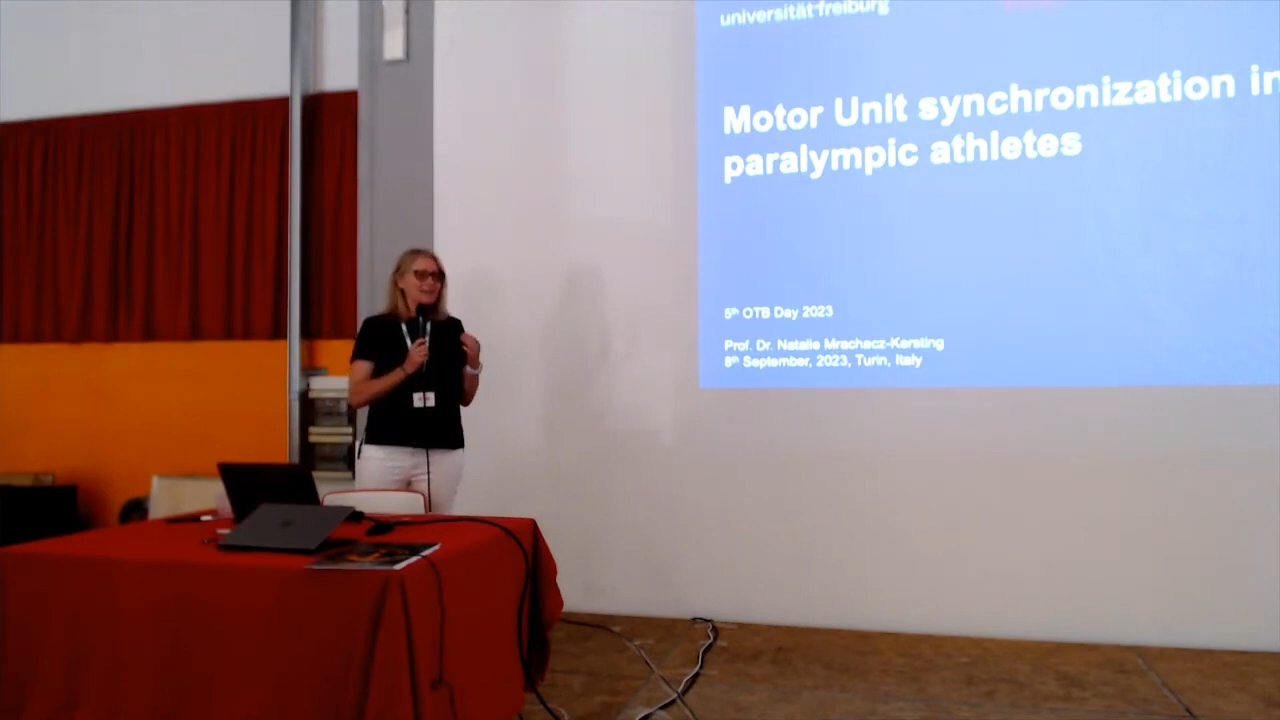 universität freiburg
Motor Unit synchronization in
paralympic athletes
5th OTB Day 2023
Prof. Dr. Natalie Mrachacz-Kersting
8th September, 2023, Turin, Italy